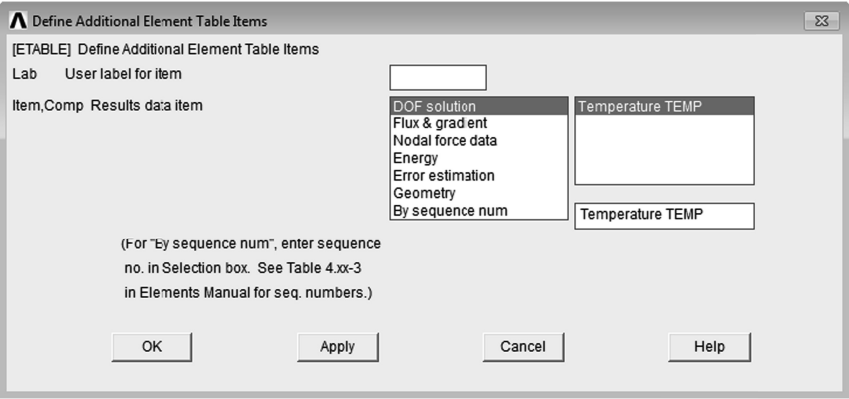 Define Additional Element Table Items
[ETABLE] Define Additional Element Table Items
Lab User label for item
Item,Comp Results data item
DOF solution
Flux & gradient
Nodal force data
Energy
Error estimation
Geometry
By sequence num
Temperature TEMP
Temperature TEMP
(For "By sequence num", enter sequence
no. in Selection box. See Table 4.xx-3
in Elements Manual for seq. numbers.)
OK Apply Cancel Help